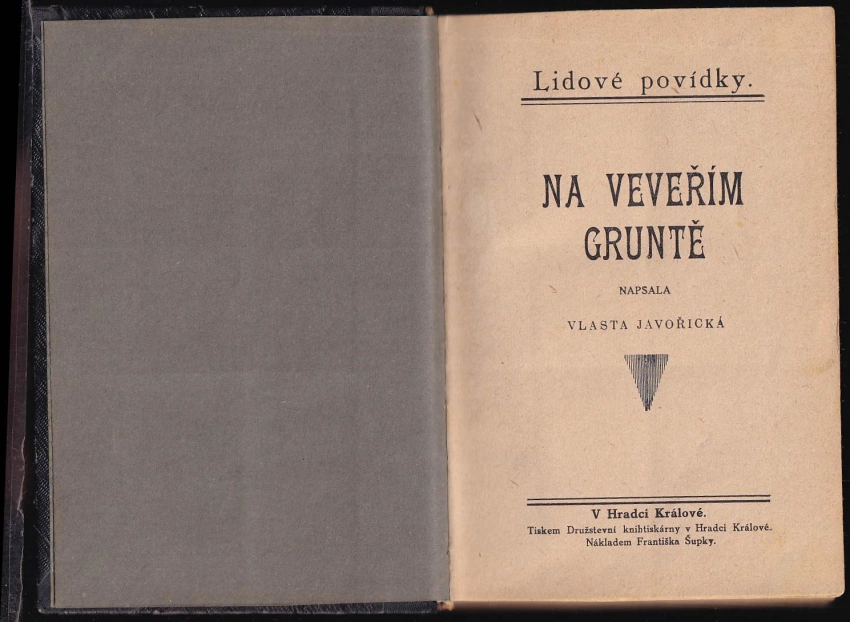 Lidové povídky.
NA VEVEŘÍM
GRUNTĚ
NAPSALA
VLASTA JAVOŘICKÁ
V Hradci Králové.
Tiskem Družstevní knihtiskárny v Hradci Králové.
Nákladem Františka Šupky.